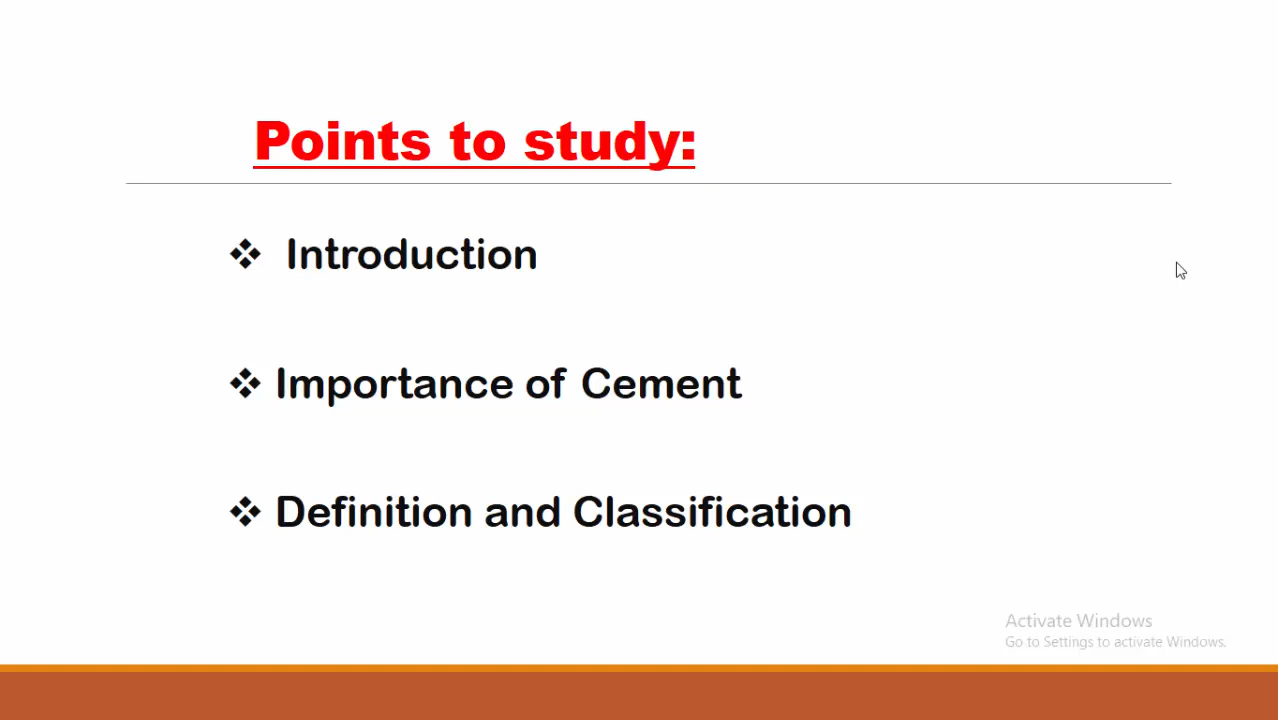 Points to study:
❖ Introduction
❖ Importance of Cement
❖ Definition and Classification
Activate Windows
Go to Settings to activate Windows.